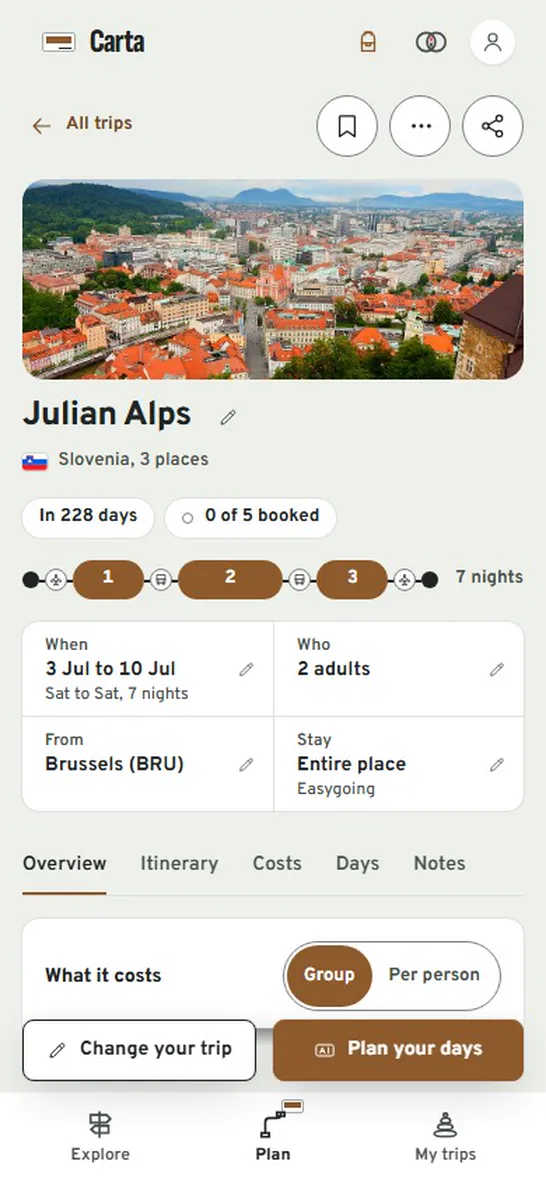 Carta
All trips
Julian Alps
Slovenia, 3 places
In 228 days
0 of 5 booked
1
2
3
7 nights
When
3 Jul to 10 Jul
Sat to Sat, 7 nights
Who
2 adults
From
Brussels (BRU)
Stay
Entire place
Easygoing
Overview
Itinerary
Costs
Days
Notes
What it costs
Group
Per person
Change your trip
AI
Plan your days
Explore
Plan
My trips